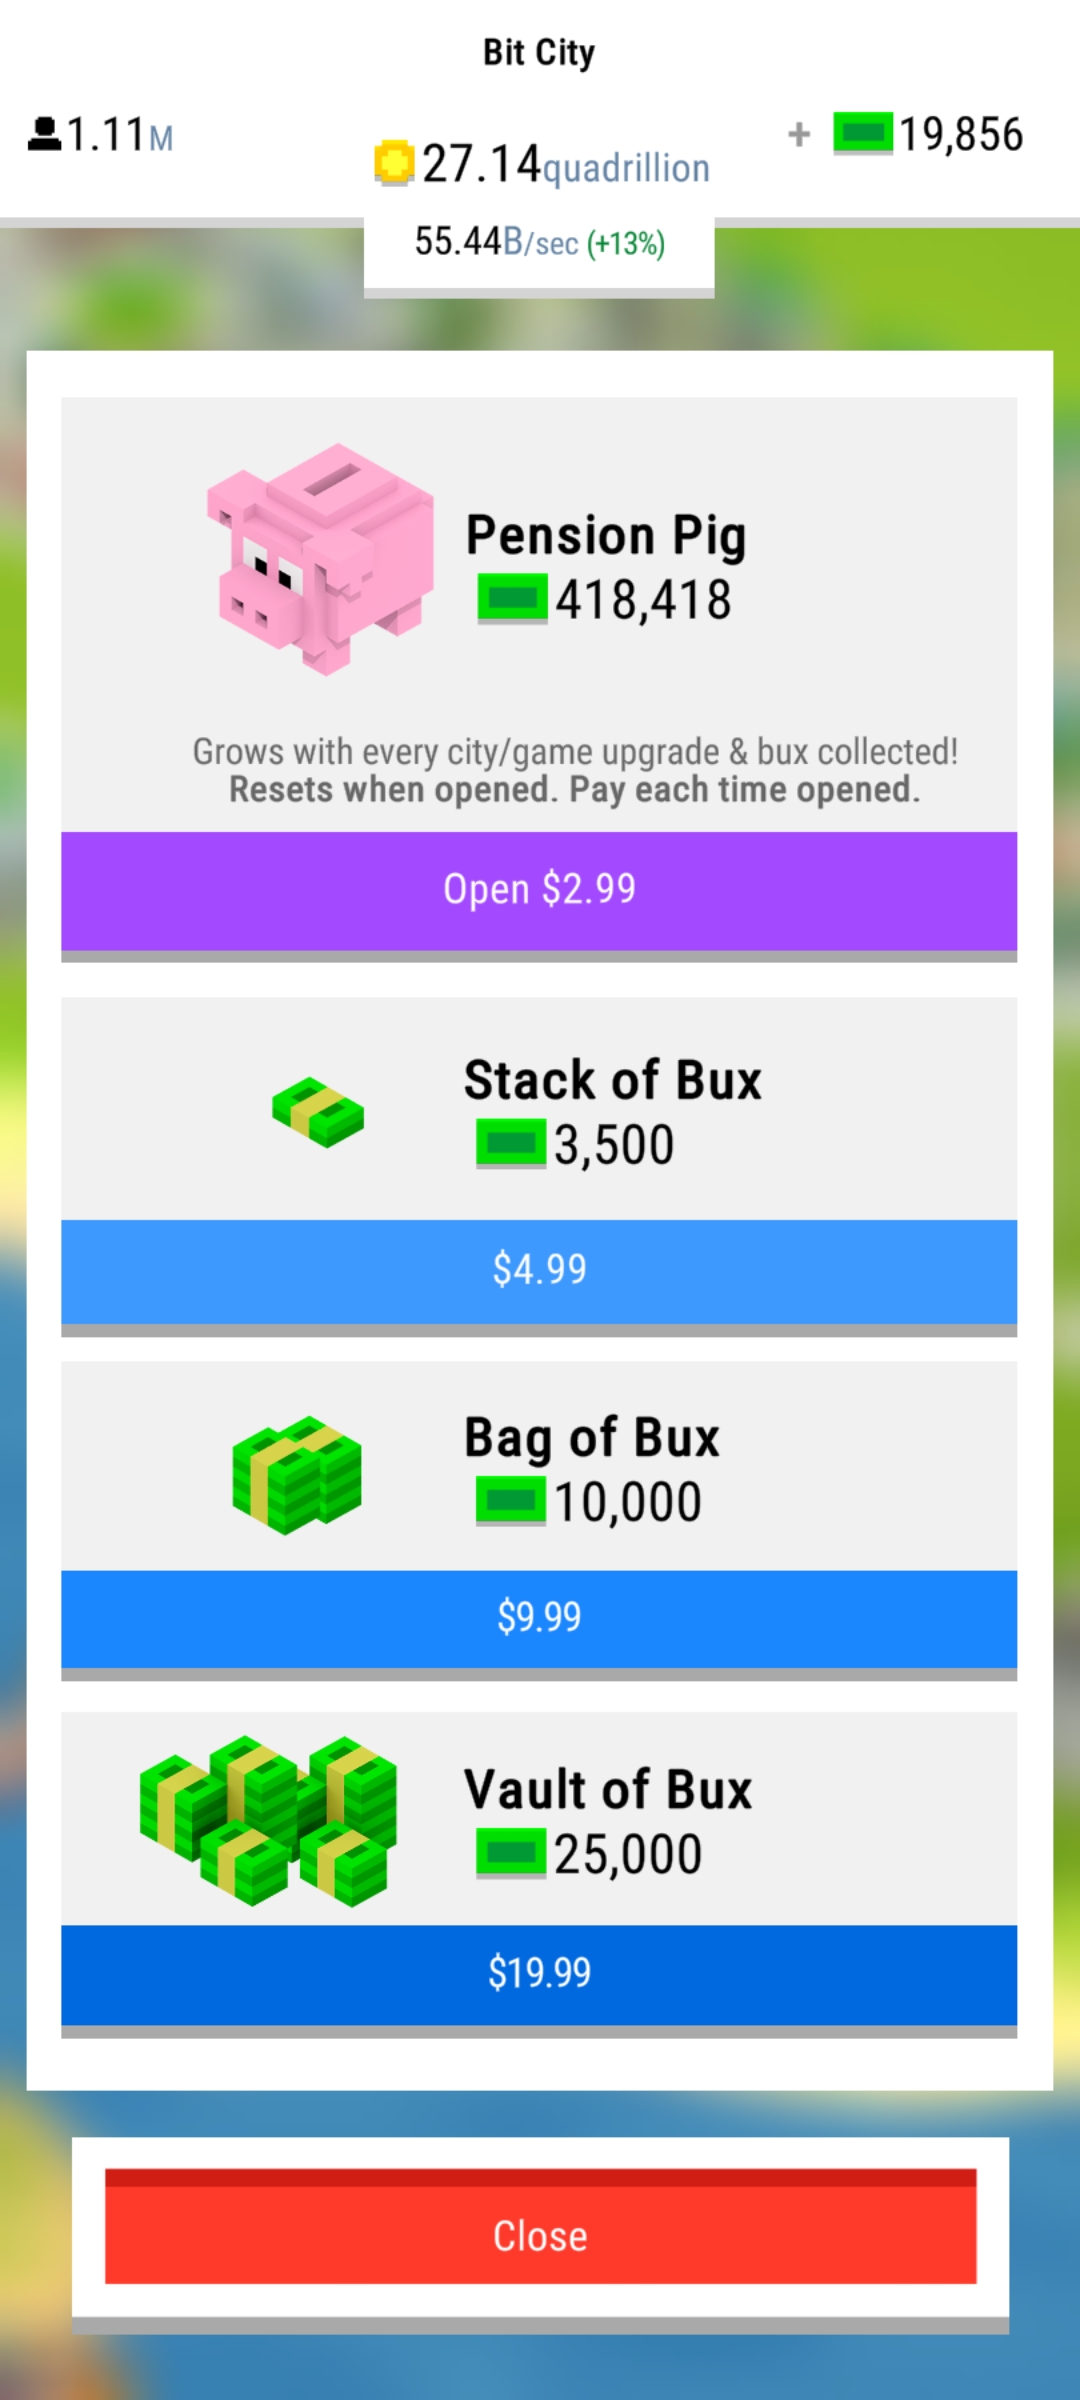 Bit City
1.11M
27.14quadrillion
+ 19,856
55.44B/sec (+13%)
Pension Pig
418,418
Grows with every city/game upgrade & bux collected!
Resets when opened. Pay each time opened.
Open $2.99
Stack of Bux
3,500
$4.99
Bag of Bux
10,000
$9.99
Vault of Bux
25,000
$19.99
Close